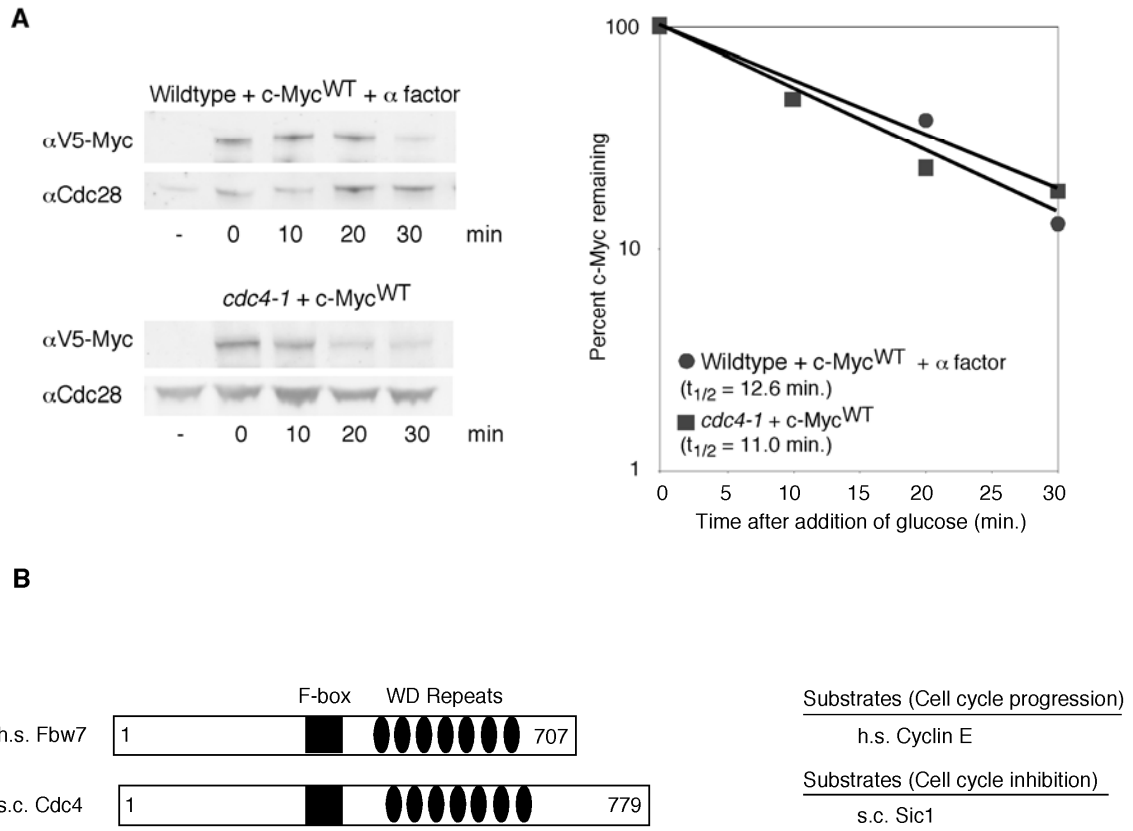 A
Wildtype + c-MycWT + α factor
αV5-Myc
αCdc28
- 0 10 20 30 min
cdc4-1 + c-MycWT
αV5-Myc
αCdc28
- 0 10 20 30 min
Percent c-Myc remaining
100
10
1
Wildtype + c-MycWT + α factor
(t1/2 = 12.6 min.)
cdc4-1 + c-MycWT
(t1/2 = 11.0 min.)
0 5 10 15 20 25 30
Time after addition of glucose (min.)
B
F-box WD Repeats
h.s. Fbw7 1 707
s.c. Cdc4 1 779
Substrates (Cell cycle progression)
h.s. Cyclin E
Substrates (Cell cycle inhibition)
s.c. Sic1